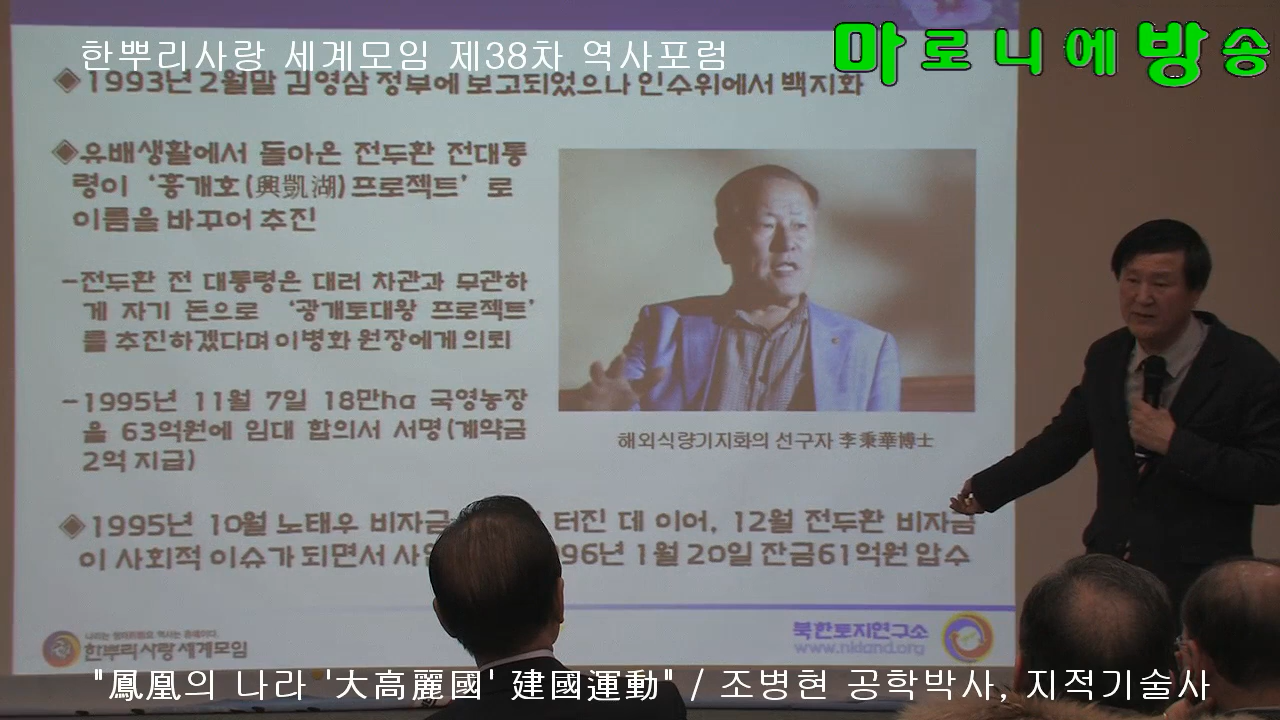 한뿌리사랑 세계모임 제38차 역사포럼
마로니에방송
◈1993년 2월말 김영삼 정부에 보고되었으나 인수위에서 백지화
◈유배생활에서 돌아온 전두환 전대통
령이 ‘흥개호(興凱湖)프로젝트’로
이름을 바꾸어 추진
-전두환 전 대통령은 대러 차관과 무관하
게 자기 돈으로 ‘광개토대왕 프로젝트’
를 추진하겠다며 이병화 원장에게 의뢰
-1995년 11월 7일 18만ha 국영농장
을 63억원에 임대 합의서 서명(계약금
2억 지급)
해외식량기지화의 선구자 李秉華博士
◈1995년 10월 노태우 비자금 터진 데 이어, 12월 전두환 비자금
이 사회적 이슈가 되면서 96년 1월 20일 잔금61억원 압수
한뿌리사랑세계모임
북한토지연구소
www.nkland.org
"鳳凰의 나라 '大高麗國' 建國運動" / 조병현 공학박사, 지적기술사